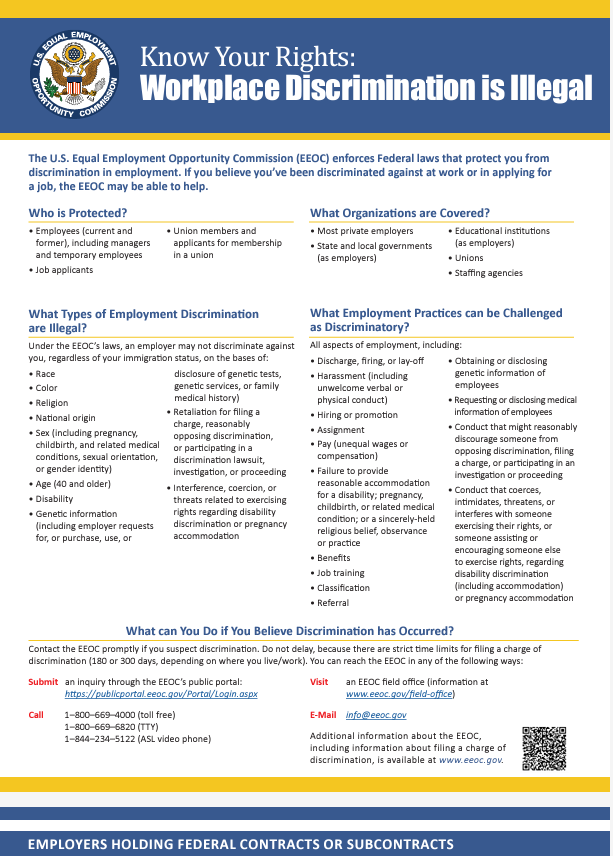 U.S. EQUAL EMPLOYMENT
OPPORTUNITY COMMISSION
Know Your Rights:
Workplace Discrimination is Illegal
The U.S. Equal Employment Opportunity Commission (EEOC) enforces Federal laws that protect you from
discrimination in employment. If you believe you've been discriminated against at work or in applying for
a job, the EEOC may be able to help.
Who is Protected?
• Employees (current and
former), including managers
and temporary employees
• Job applicants
• Union members and
applicants for membership
in a union
What Organizations are Covered?
• Most private employers
• State and local governments
(as employers)
• Educational institutions
(as employers)
• Unions
• Staffing agencies
What Types of Employment Discrimination
are Illegal?
Under the EEOC's laws, an employer may not discriminate against
you, regardless of your immigration status, on the bases of:
• Race
• Color
• Religion
• National origin
• Sex (including pregnancy,
childbirth, and related medical
conditions, sexual orientation,
or gender identity)
• Age (40 and older)
• Disability
• Genetic information
(including employer requests
for, or purchase, use, or
disclosure of genetic tests,
genetic services, or family
medical history)
• Retaliation for filing a
charge, reasonably
opposing discrimination,
or participating in a
discrimination lawsuit,
investigation, or proceeding
• Interference, coercion, or
threats related to exercising
rights regarding disability
discrimination or pregnancy
accommodation
What Employment Practices can be Challenged
as Discriminatory?
All aspects of employment, including:
• Discharge, firing, or lay-off
• Harassment (including
unwelcome verbal or
physical conduct)
• Hiring or promotion
• Assignment
• Pay (unequal wages or
compensation)
• Failure to provide
reasonable accommodation
for a disability; pregnancy,
childbirth, or related medical
condition; or a sincerely-held
religious belief, observance
or practice
• Benefits
• Job training
• Classification
• Referral
• Obtaining or disclosing
genetic information of
employees
• Requesting or disclosing medical
information of employees
• Conduct that might reasonably
discourage someone from
opposing discrimination, filing
a charge, or participating in an
investigation or proceeding
• Conduct that coerces,
intimidates, threatens, or
interferes with someone
exercising their rights, or
someone assisting or
encouraging someone else
to exercise rights, regarding
disability discrimination
(including accommodation)
or pregnancy accommodation
What can You Do if You Believe Discrimination has Occurred?
Contact the EEOC promptly if you suspect discrimination. Do not delay, because there are strict time limits for filing a charge of
discrimination (180 or 300 days, depending on where you live/work). You can reach the EEOC in any of the following ways:
Submit an inquiry through the EEOC's public portal:
https://publicportal.eeoc.gov/Portal/Login.aspx
Call 1–800–669–4000 (toll free)
1–800–669–6820 (TTY)
1–844–234–5122 (ASL video phone)
Visit an EEOC field office (information at
www.eeoc.gov/field-office)
E-Mail info@eeoc.gov
Additional information about the EEOC,
including information about filing a charge of
discrimination, is available at www.eeoc.gov.
EMPLOYERS HOLDING FEDERAL CONTRACTS OR SUBCONTRACTS